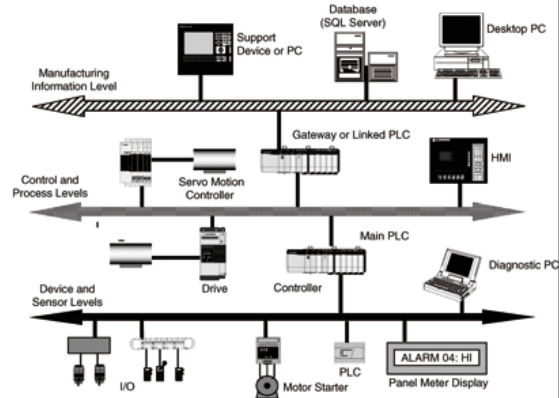 Database
(SQL Server)
Desktop PC
Support
Device or PC
Manufacturing
Information Level
Gateway or Linked PLC
HMI
Servo Motion
Controller
Control and
Process Levels
Main PLC
Diagnostic PC
Drive
Controller
Device and
Sensor Levels
I/O
Motor Starter
PLC
ALARM 04: HI
Panel Meter Display